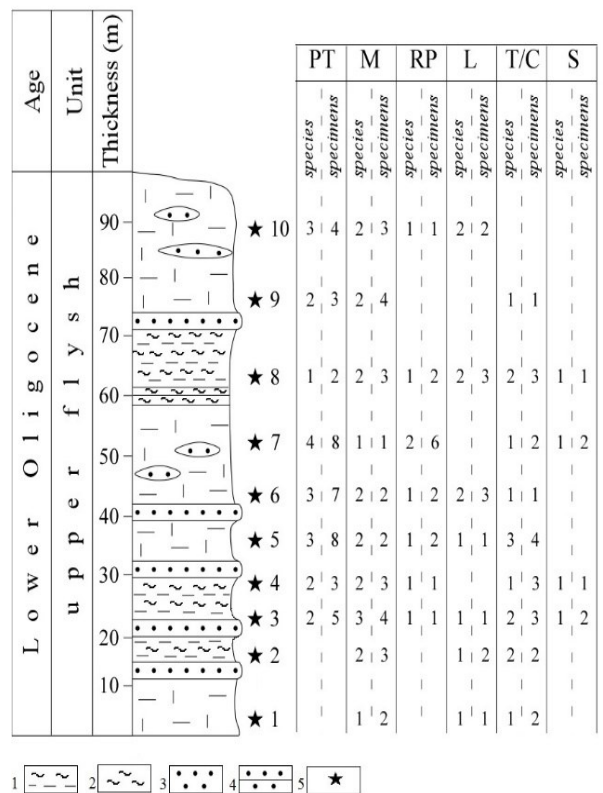 Age Unit Thickness (m) PT M RP L T/C S
species specimens species specimens species specimens species specimens species specimens species specimens
Lower Oligocene
upper flysh
90 ★ 10 3 4 2 3 1 1 2 2
80
★ 9 2 3 2 4 1 1
70
★ 8 1 2 2 3 1 2 2 3 2 3 1 1
60
★ 7 4 8 1 1 2 6 1 2 1 2
50
★ 6 3 7 2 2 1 2 2 3 1 1
40
★ 5 3 8 2 2 1 2 1 1 3 4
30
★ 4 2 3 2 3 1 1 1 3 1 1
★ 3 2 5 3 4 1 1 1 1 2 3 1 2
20
★ 2 2 3 1 2 2 2
10
★ 1 1 2 1 1 1 2
1 2 3 4 5 ★